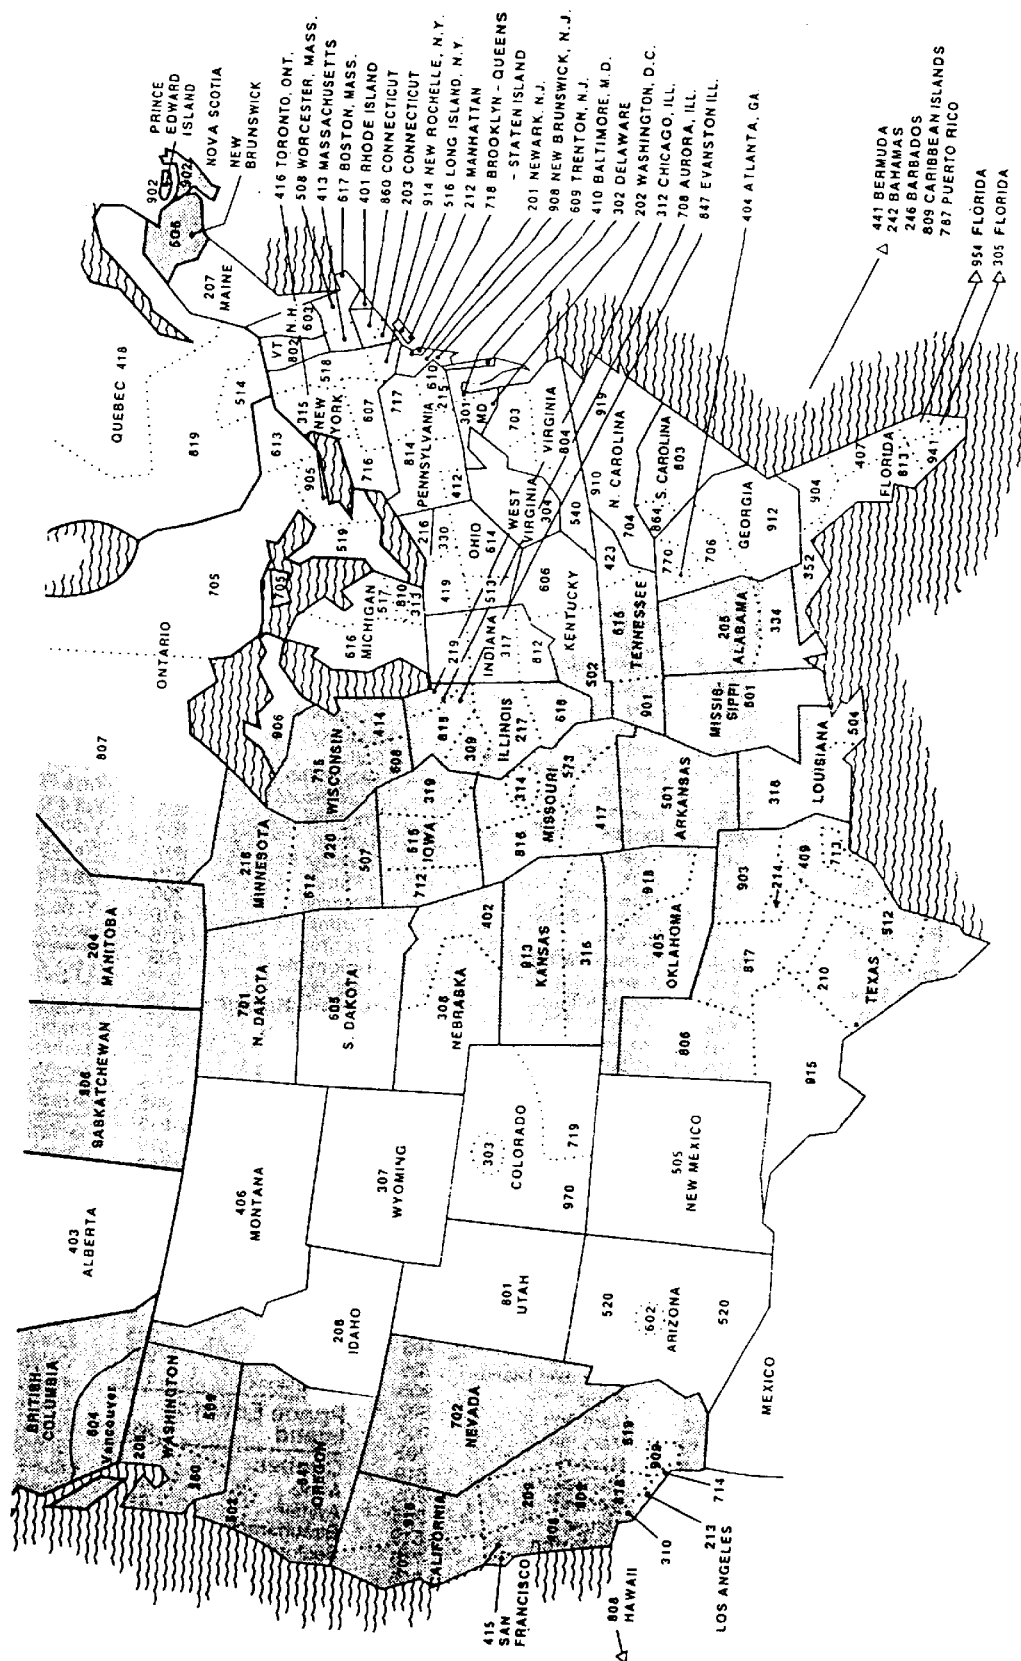 BRITISH-
COLUMBIA
604
Vancouver
403
ALBERTA
306
SASKATCHEWAN
204
MANITOBA
807
ONTARIO
705
705
819
QUEBEC 418
514
613
905
519
902
PRINCE
EDWARD
ISLAND
902
NOVA SCOTIA
506
NEW
BRUNSWICK
207
MAINE
206
WASHINGTON
360
509
406
MONTANA
701
N. DAKOTA
218
MINNESOTA
612
320
507
906
715
WISCONSIN
414
608
616
MICHIGAN
517
810
313
315
NEW
YORK
518
607
716
VT
802
N.H.
603
503
541
OREGON
208
IDAHO
307
WYOMING
605
S. DAKOTA
712
515
IOWA
319
702
NEVADA
801
UTAH
303
COLORADO
970
719
308
NEBRASKA
402
913
KANSAS
316
816
314
MISSOURI
573
417
815
309
ILLINOIS
217
618
219
INDIANA
317
812
216
419
330
OHIO
614
513
814
PENNSYLVANIA
717
412
610
215
707
916
CALIFORNIA
209
408
805
818
619
909
415
SAN
FRANCISCO
310
213
LOS ANGELES
714
808
HAWAII
520
602
ARIZONA
520
505
NEW MEXICO
MEXICO
405
OKLAHOMA
918
501
ARKANSAS
606
KENTUCKY
502
901
615
TENNESSEE
423
WEST
VIRGINIA
304
540
301
MD
703
VIRGINIA
804
910
919
N. CAROLINA
704
864
S. CAROLINA
803
806
817
903
214
409
713
210
512
915
TEXAS
318
LOUISIANA
504
MISSIS-
SIPPI
601
205
ALABAMA
334
770
706
GEORGIA
912
352
904
407
FLORIDA
813
941
416 TORONTO, ONT.
508 WORCESTER, MASS.
413 MASSACHUSETTS
617 BOSTON, MASS.
401 RHODE ISLAND
860 CONNECTICUT
203 CONNECTICUT
914 NEW ROCHELLE, N.Y.
516 LONG ISLAND, N.Y.
212 MANHATTAN
718 BROOKLYN - QUEENS
- STATEN ISLAND
201 NEWARK, N.J.
908 NEW BRUNSWICK, N.J.
609 TRENTON, N.J.
410 BALTIMORE, M.D.
302 DELAWARE
202 WASHINGTON, D.C.
312 CHICAGO, ILL.
708 AURORA, ILL.
847 EVANSTON ILL.
404 ATLANTA, GA
441 BERMUDA
242 BAHAMAS
246 BARBADOS
809 CARIBBEAN ISLANDS
787 PUERTO RICO
954 FLORIDA
305 FLORIDA